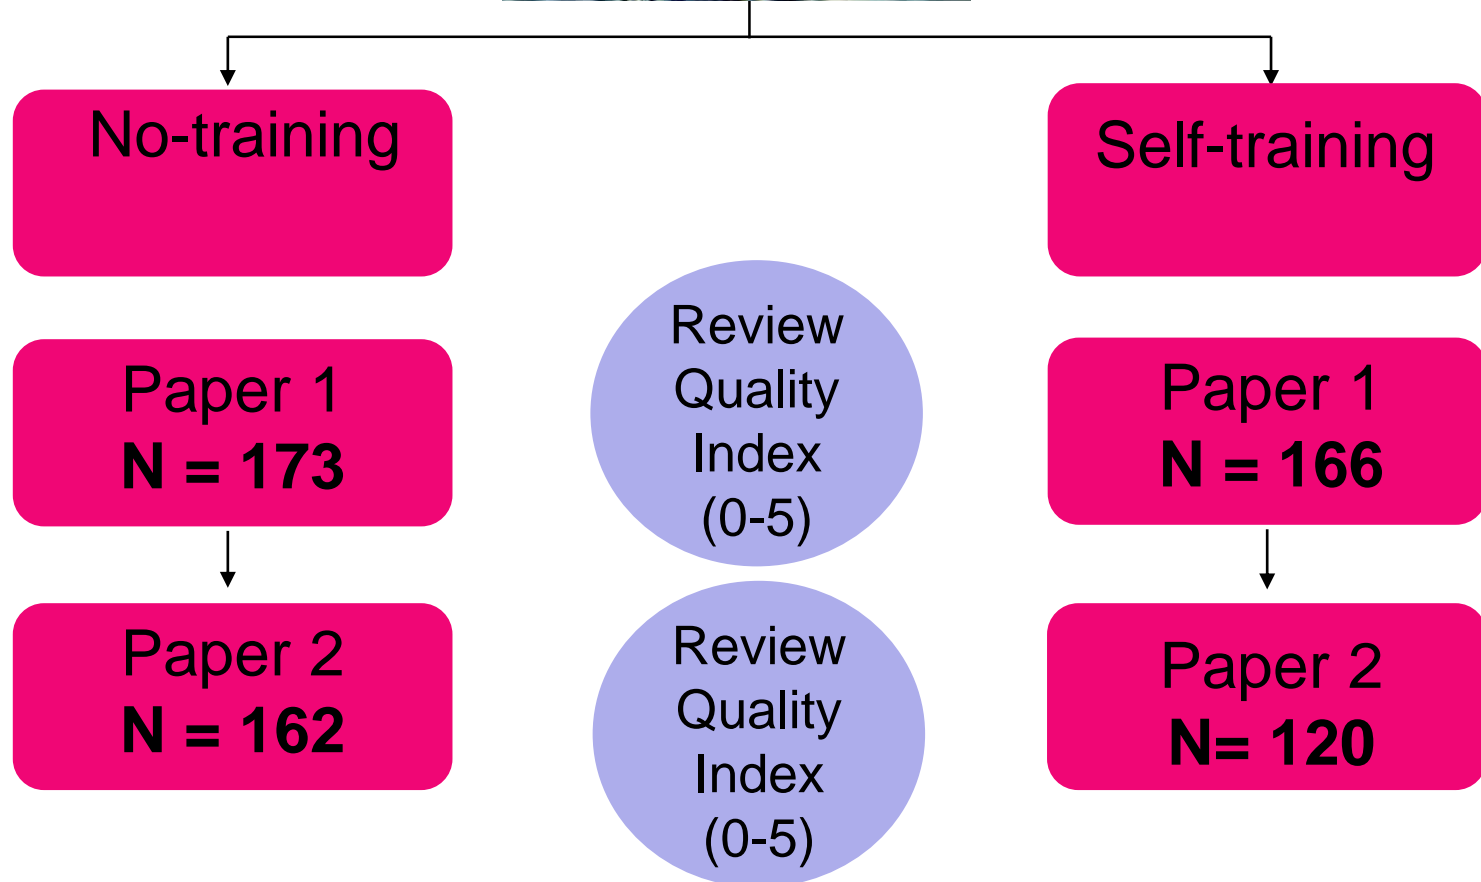 No-training
Self-training
Paper 1
N = 173
Review
Quality
Index
(0-5)
Paper 1
N = 166
Paper 2
N = 162
Review
Quality
Index
(0-5)
Paper 2
N= 120